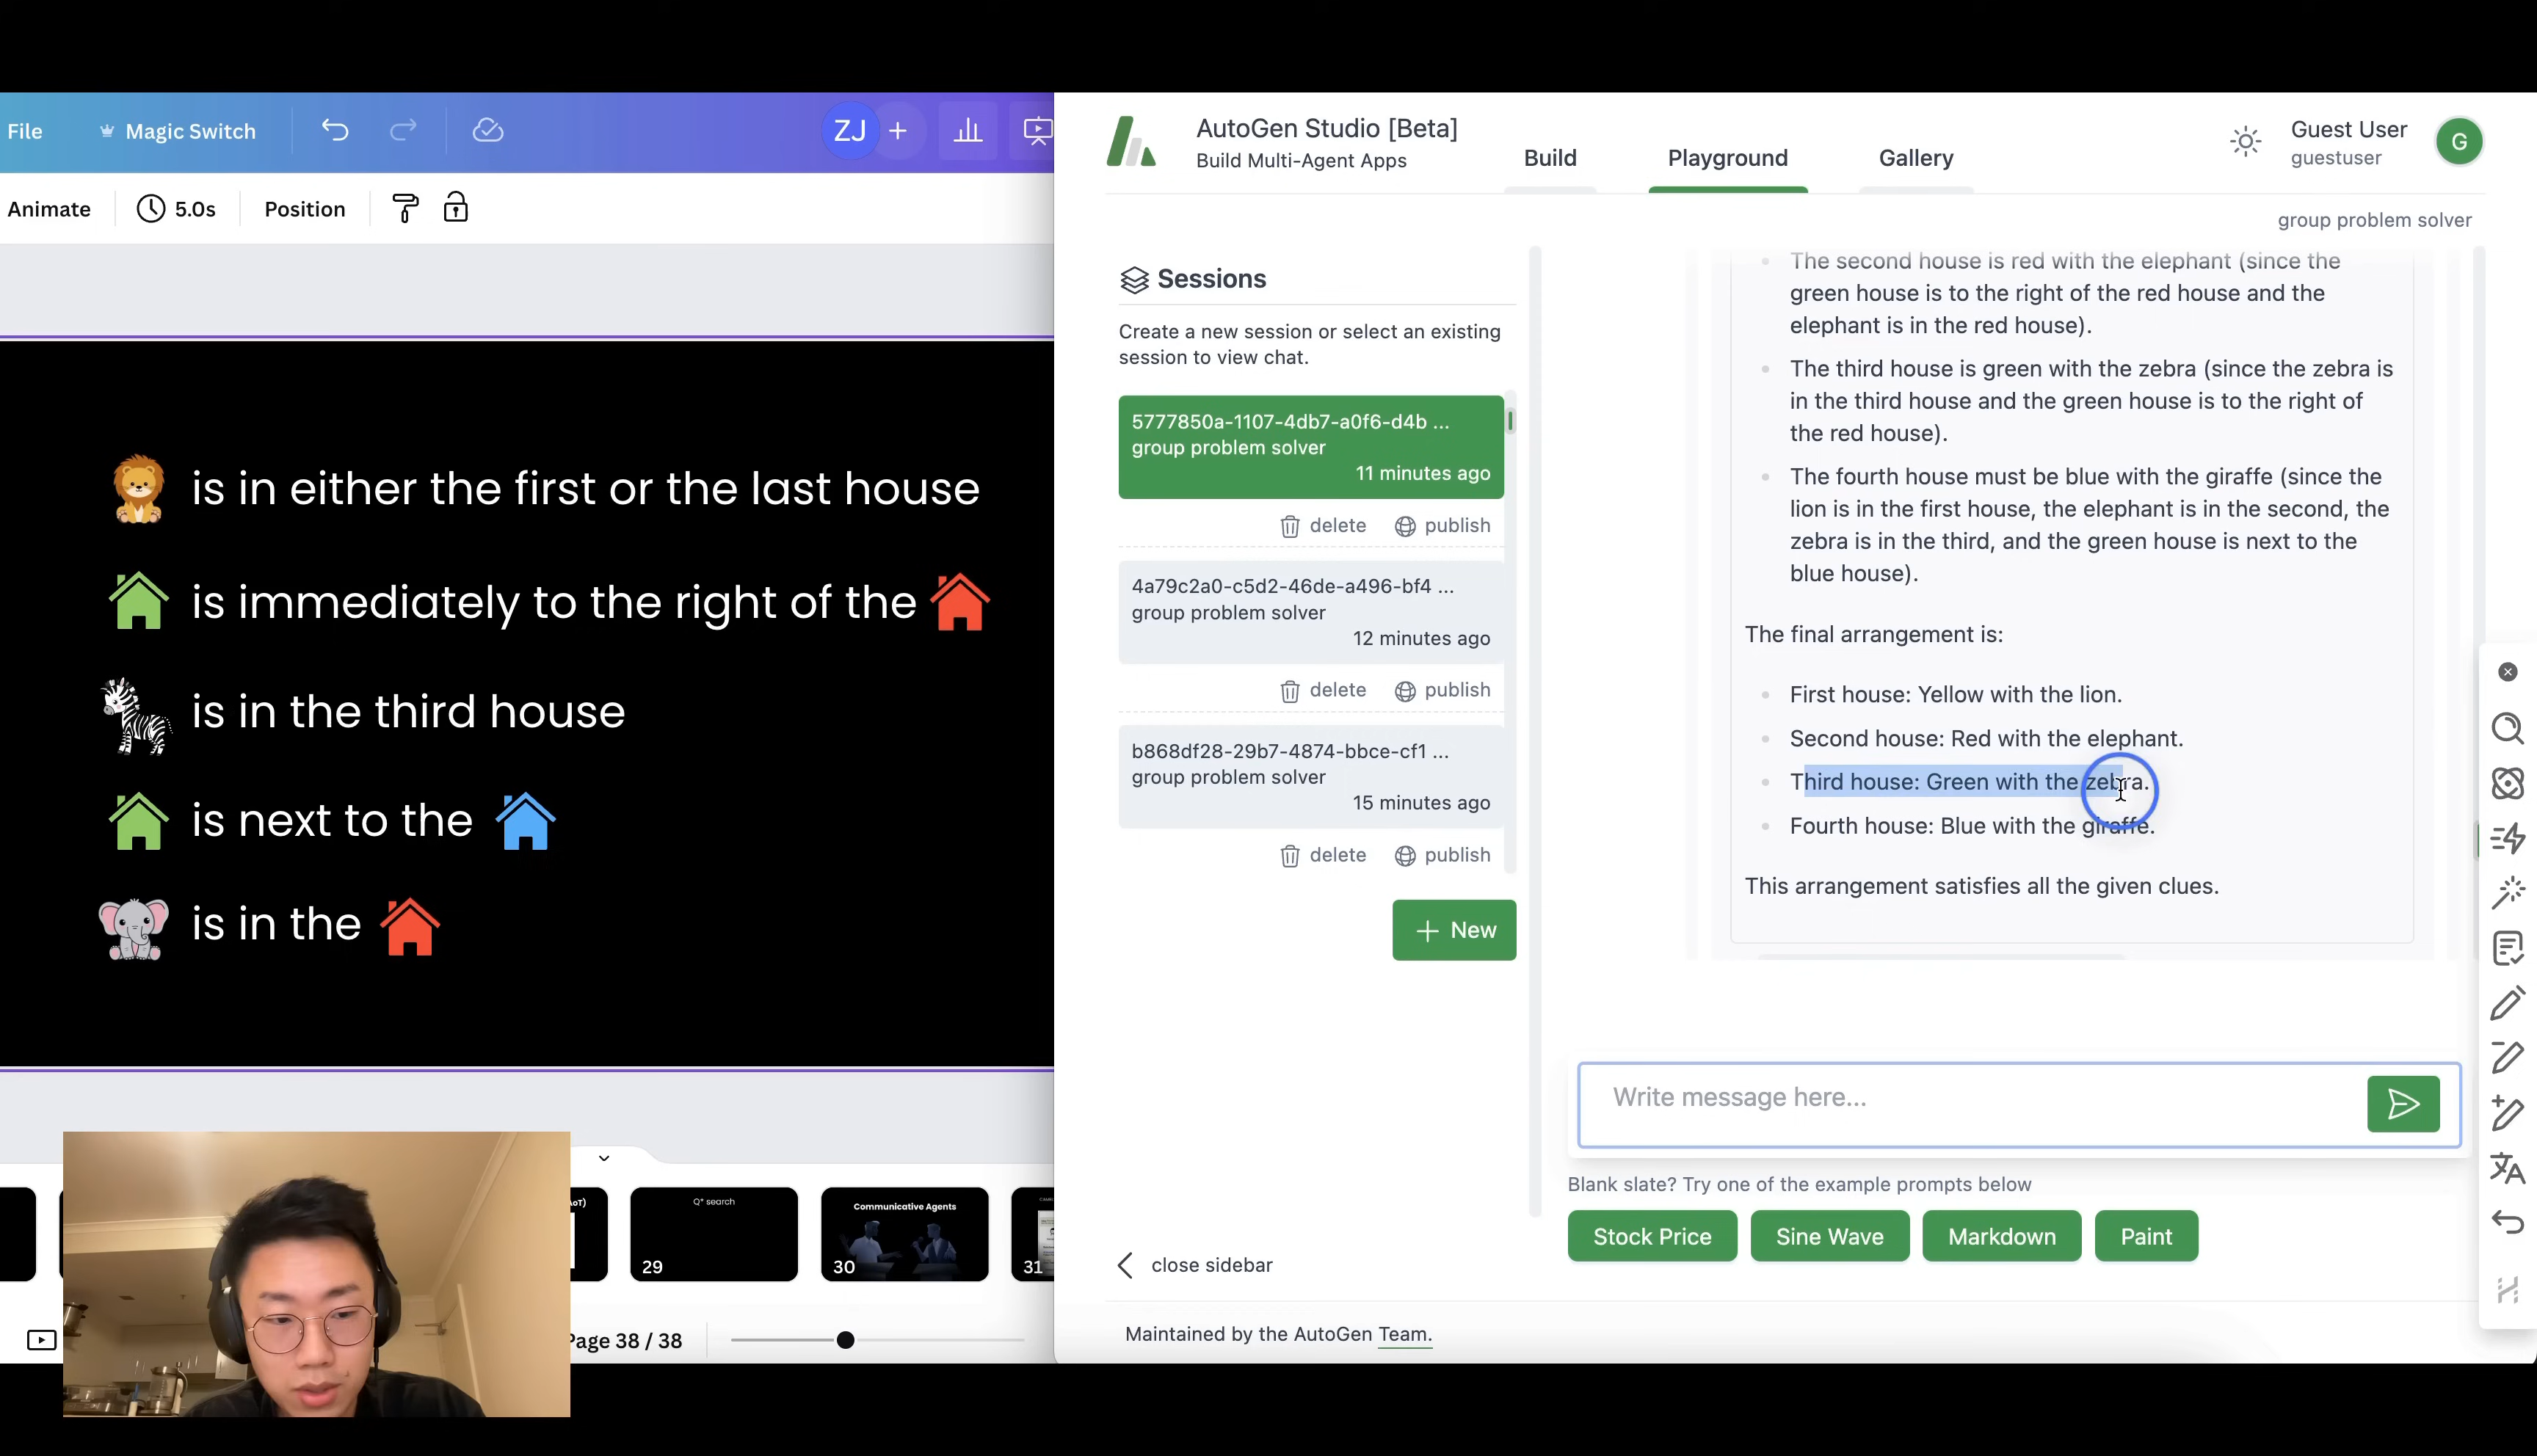 File
Magic Switch
ZJ
Animate
5.0s
Position
is in either the first or the last house
is immediately to the right of the
is in the third house
is next to the
is in the
Q* search
29
Communicative Agents
30
31
Page 38 / 38
AutoGen Studio [Beta]
Build Multi-Agent Apps
Build
Playground
Gallery
Guest User
guestuser
G
group problem solver
Sessions
Create a new session or select an existing
session to view chat.
5777850a-1107-4db7-a0f6-d4b ...
group problem solver
11 minutes ago
delete
publish
4a79c2a0-c5d2-46de-a496-bf4 ...
group problem solver
12 minutes ago
delete
publish
b868df28-29b7-4874-bbce-cf1 ...
group problem solver
15 minutes ago
delete
publish
New
close sidebar
The second house is red with the elephant (since the
green house is to the right of the red house and the
elephant is in the red house).
The third house is green with the zebra (since the zebra is
in the third house and the green house is to the right of
the red house).
The fourth house must be blue with the giraffe (since the
lion is in the first house, the elephant is in the second, the
zebra is in the third, and the green house is next to the
blue house).
The final arrangement is:
First house: Yellow with the lion.
Second house: Red with the elephant.
Third house: Green with the zebra.
Fourth house: Blue with the giraffe.
This arrangement satisfies all the given clues.
Write message here...
Blank slate? Try one of the example prompts below
Stock Price
Sine Wave
Markdown
Paint
Maintained by the AutoGen Team.